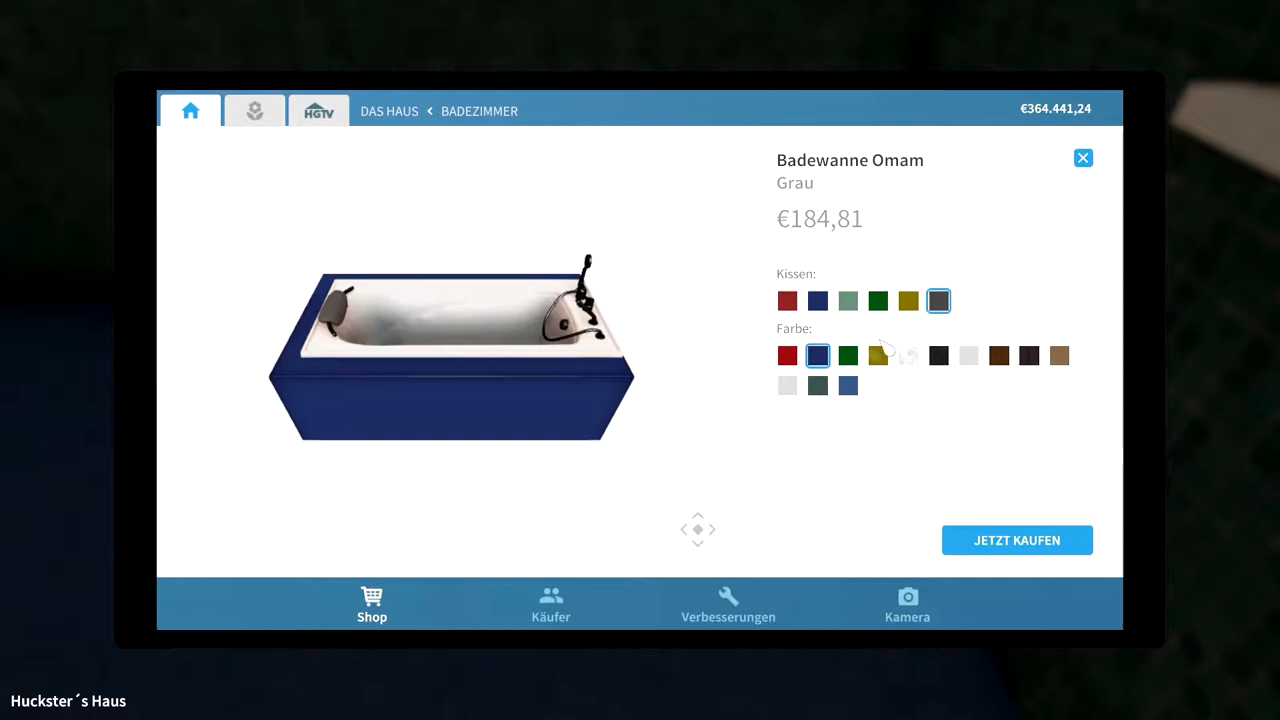 HGTV
DAS HAUS < BADEZIMMER
€364.441,24
Badewanne Omam
Grau
€184,81
Kissen:
Farbe:
JETZT KAUFEN
Shop
Käufer
Verbesserungen
Kamera
Huckster´s Haus